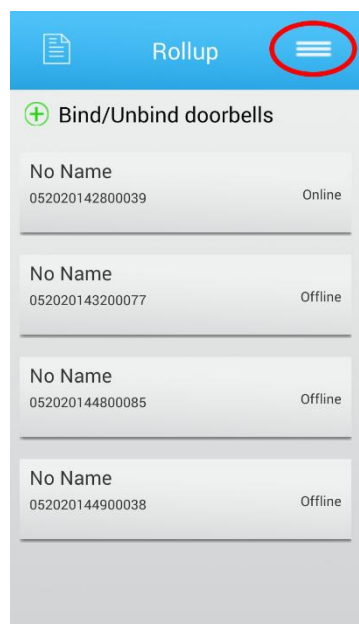 Rollup
Bind/Unbind doorbells
No Name
052020142800039 Online
No Name
052020143200077 Offline
No Name
052020144800085 Offline
No Name
052020144900038 Offline